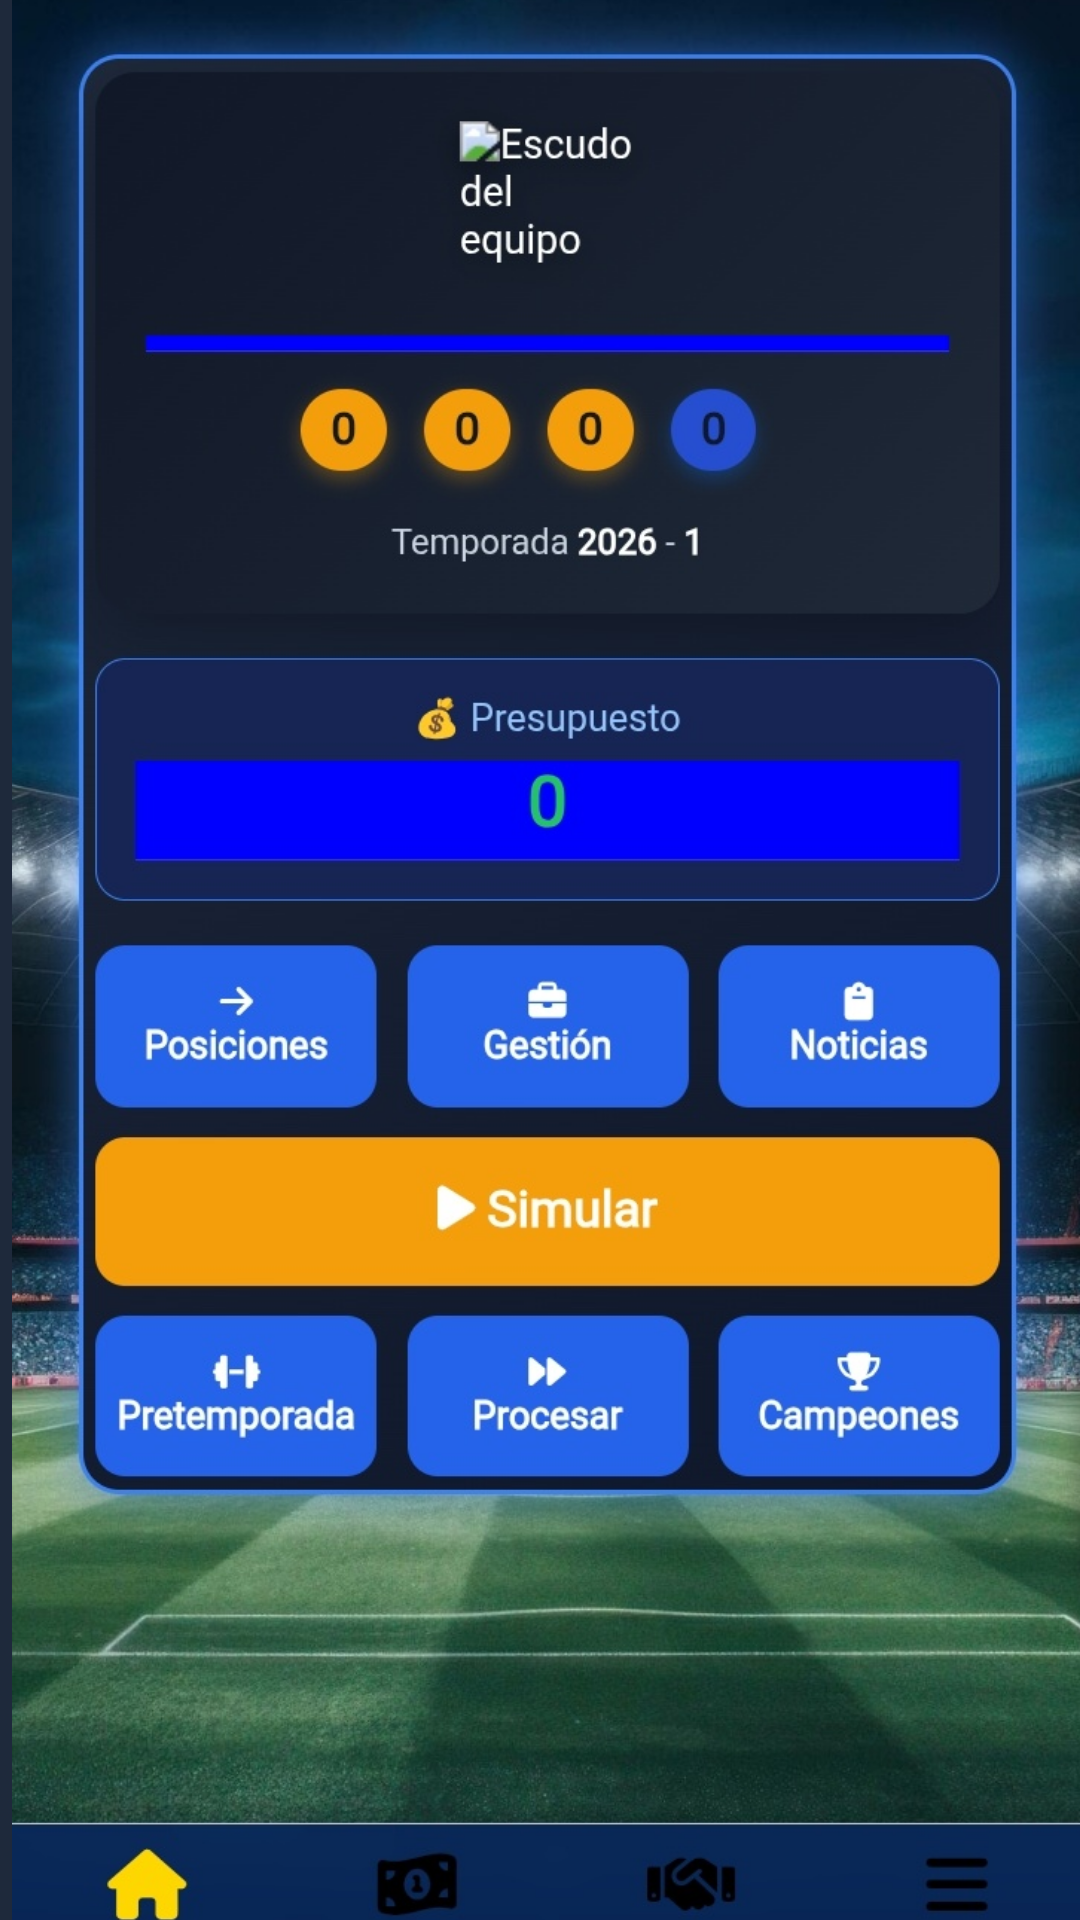 Escudo
del
equipo
0 0 0 0
Temporada 2026 - 1
💰 Presupuesto
0
Posiciones Gestión Noticias
Simular
Pretemporada Procesar Campeones
1